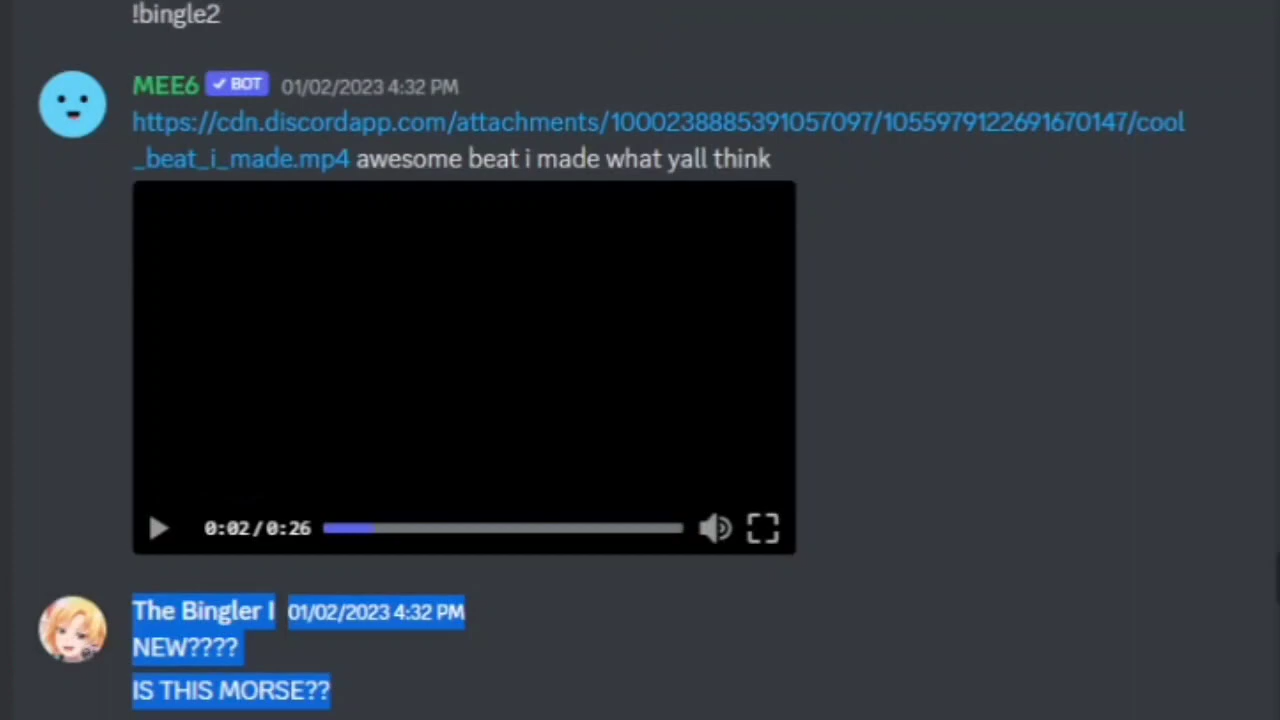 !bingle2
MEE6 ✓ BOT 01/02/2023 4:32 PM
https://cdn.discordapp.com/attachments/1000238885391057097/1055979122691670147/cool
_beat_i_made.mp4 awesome beat i made what yall think
0:02/0:26
The Bingler I 01/02/2023 4:32 PM
NEW????
IS THIS MORSE??